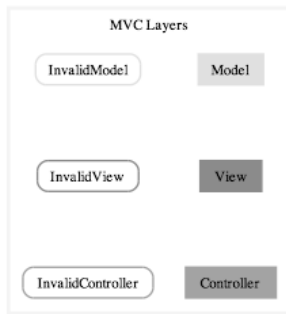 MVC Layers
InvalidModel Model
InvalidView View
InvalidController Controller